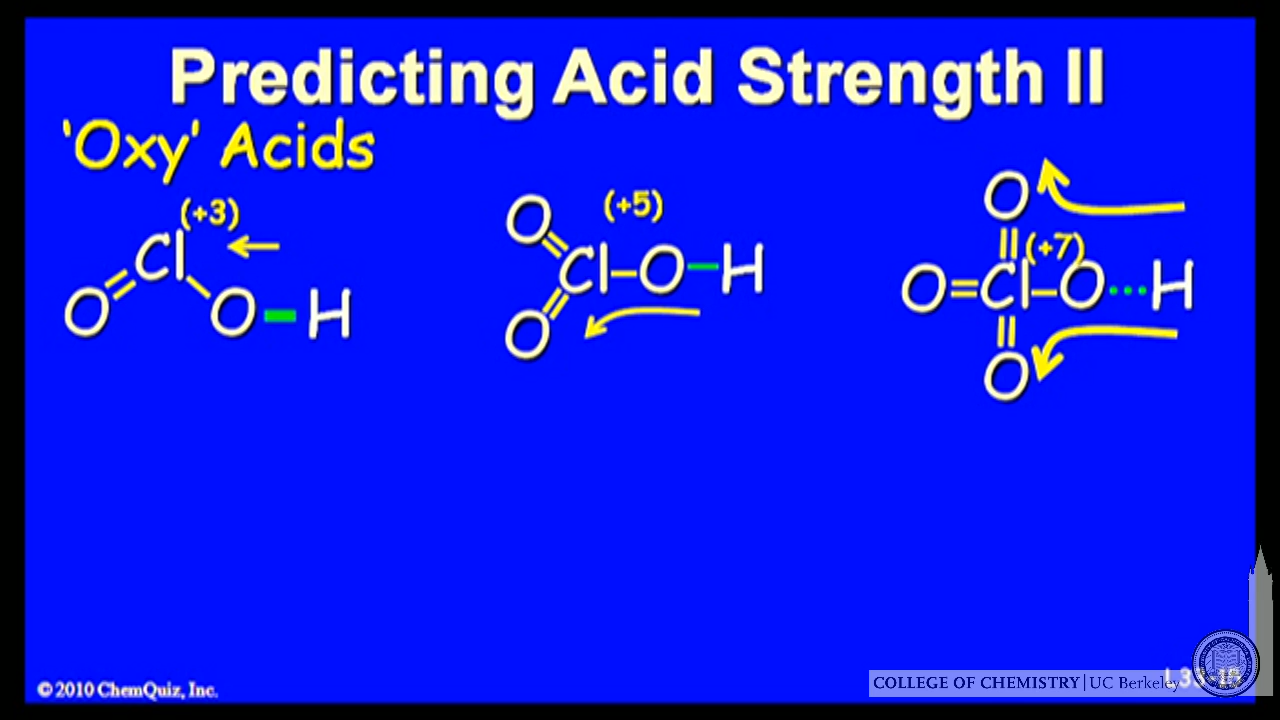 Predicting Acid Strength II
'Oxy' Acids
(+3)
Cl
O
O
H
(+5)
O
Cl
O
H
O
O
(+7)
O
Cl
O
H
O
© 2010 ChemQuiz, Inc.
COLLEGE OF CHEMISTRY | UC Berkeley